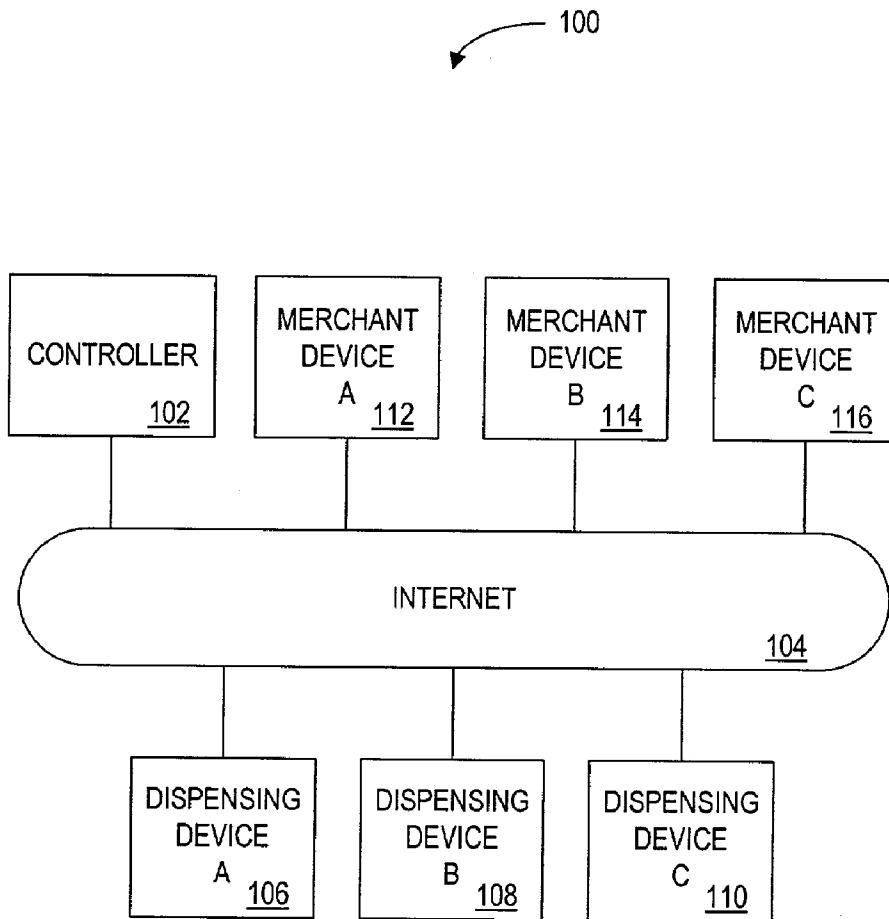 100
CONTROLLER
102
MERCHANT
DEVICE
A
112
MERCHANT
DEVICE
B
114
MERCHANT
DEVICE
C
116
INTERNET
104
DISPENSING
DEVICE
A
106
DISPENSING
DEVICE
B
108
DISPENSING
DEVICE
C
110